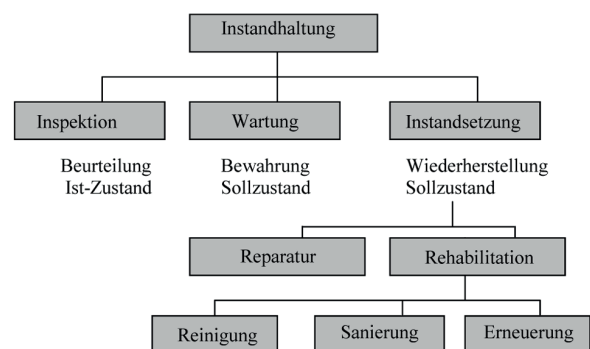 Instandhaltung
Inspektion
Wartung
Instandsetzung
Beurteilung
Ist-Zustand
Bewahrung
Sollzustand
Wiederherstellung
Sollzustand
Reparatur
Rehabilitation
Reinigung
Sanierung
Erneuerung